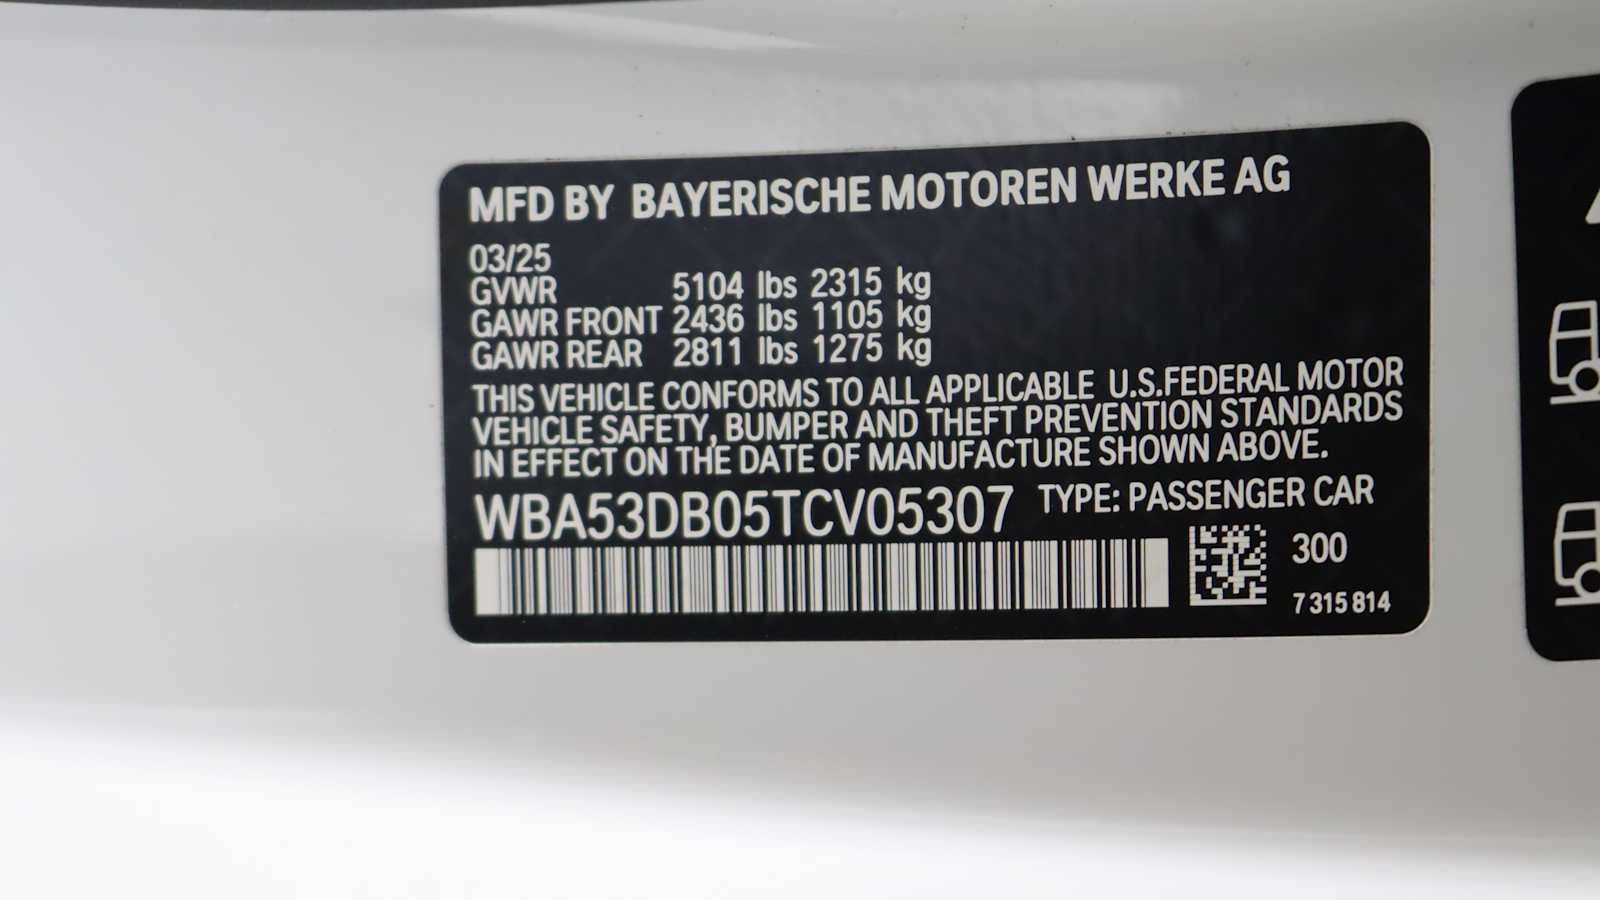 MFD BY BAYERISCHE MOTOREN WERKE AG
03/25
GVWR 5104 lbs 2315 kg
GAWR FRONT 2436 lbs 1105 kg
GAWR REAR 2811 lbs 1275 kg
THIS VEHICLE CONFORMS TO ALL APPLICABLE U.S.FEDERAL MOTOR
VEHICLE SAFETY, BUMPER AND THEFT PREVENTION STANDARDS
IN EFFECT ON THE DATE OF MANUFACTURE SHOWN ABOVE.
WBA53DB05TCV05307 TYPE: PASSENGER CAR
300
7 315 814